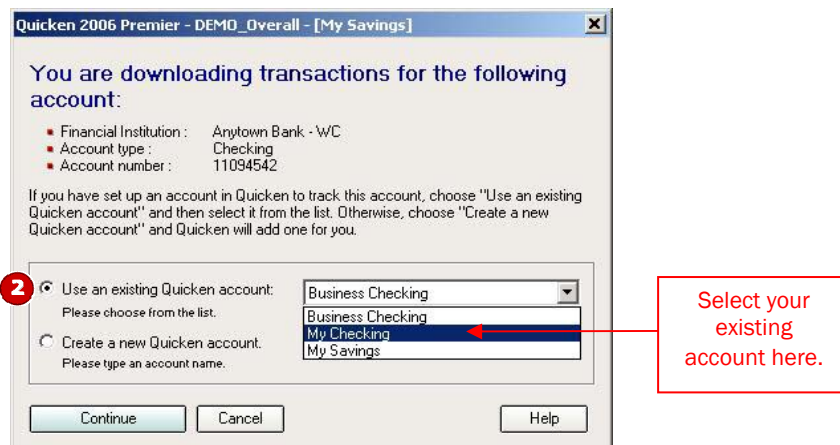 Quicken 2006 Premier - DEMO_Overall - [My Savings]
You are downloading transactions for the following
account:
Financial Institution : Anytown Bank - WC
Account type : Checking
Account number : 11094542
If you have set up an account in Quicken to track this account, choose "Use an existing
Quicken account" and then select it from the list. Otherwise, choose "Create a new
Quicken account" and Quicken will add one for you.
2 Use an existing Quicken account: Business Checking
Please choose from the list.
Business Checking
My Checking
My Savings
Create a new Quicken account.
Please type an account name.
Select your
existing
account here.
Continue Cancel Help